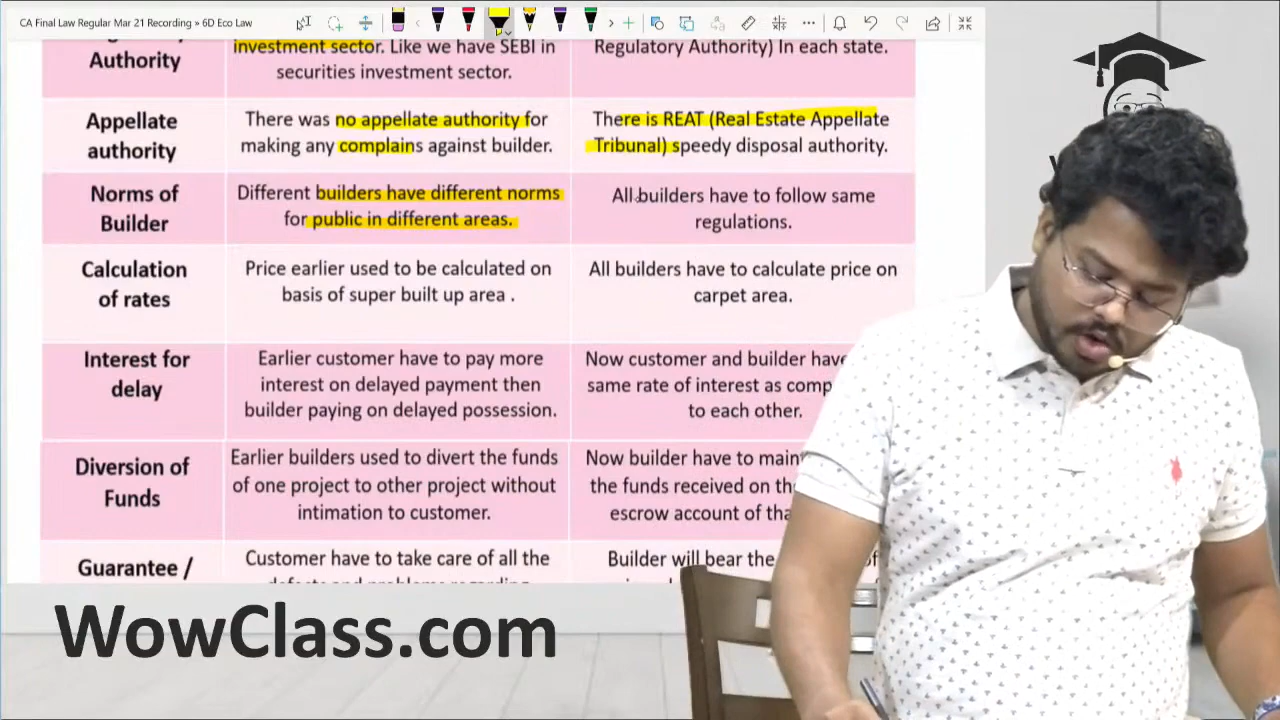 CA Final Law Regular Mar 21 Recording » 6D Eco Law
Authority
investment sector. Like we have SEBI in
securities investment sector.
Regulatory Authority) In each state.
Appellate
authority
There was no appellate authority for
making any complains against builder.
There is REAT (Real Estate Appellate
Tribunal) speedy disposal authority.
Norms of
Builder
Different builders have different norms
for public in different areas.
All builders have to follow same
regulations.
Calculation
of rates
Price earlier used to be calculated on
basis of super built up area .
All builders have to calculate price on
carpet area.
Interest for
delay
Earlier customer have to pay more
interest on delayed payment then
builder paying on delayed possession.
Now customer and builder have
same rate of interest as comp
to each other.
Diversion of
Funds
Earlier builders used to divert the funds
of one project to other project without
intimation to customer.
Now builder have to main
the funds received on th
escrow account of tha
Guarantee /
Customer have to take care of all the
Builder will bear the of
WowClass.com